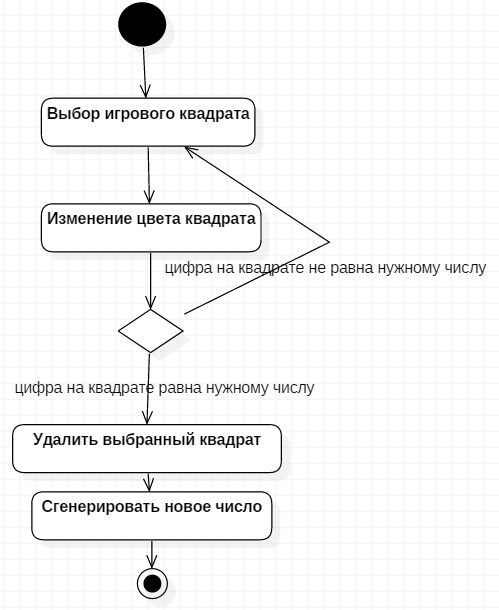 Выбор игрового квадрата
Изменение цвета квадрата
цифра на квадрате не равна нужному числу
цифра на квадрате равна нужному числу
Удалить выбранный квадрат
Сгенерировать новое число